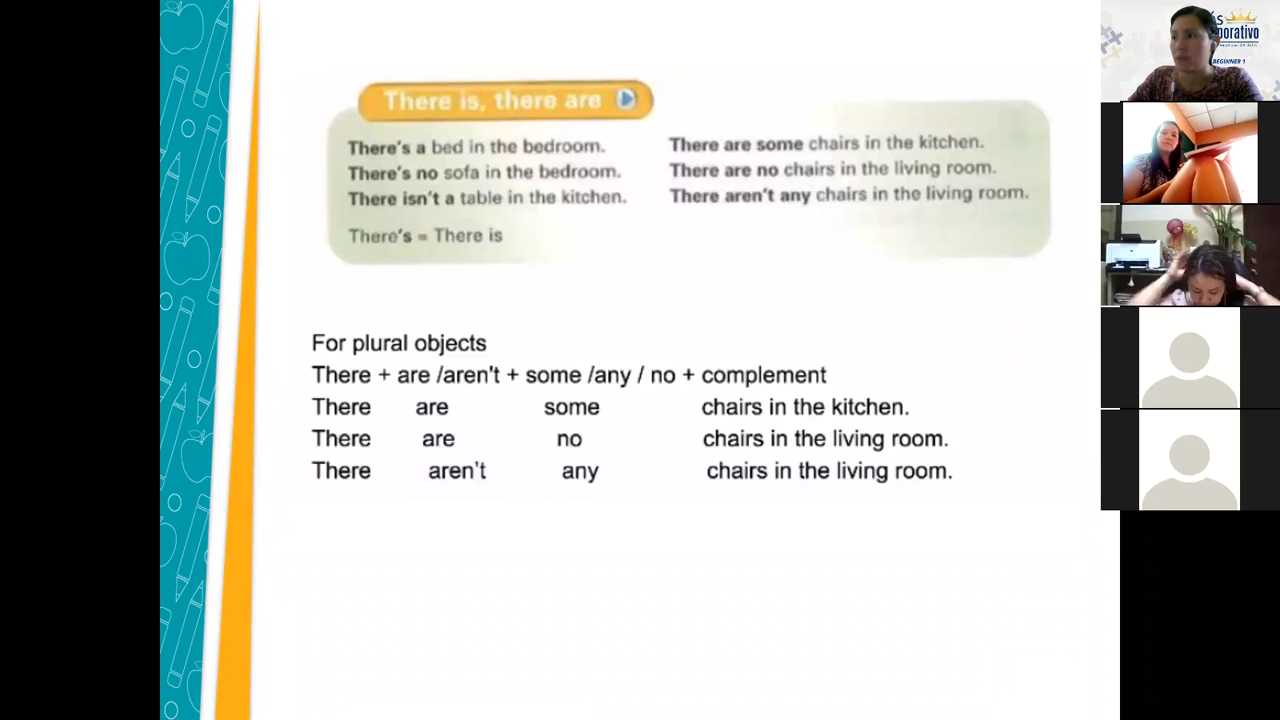 There is, there are
There's a bed in the bedroom.
There's no sofa in the bedroom.
There isn't a table in the kitchen.
There's = There is
There are some chairs in the kitchen.
There are no chairs in the living room.
There aren't any chairs in the living room.
For plural objects
There + are /aren't + some /any / no + complement
There are some chairs in the kitchen.
There are no chairs in the living room.
There aren't any chairs in the living room.
BEGINNER 1